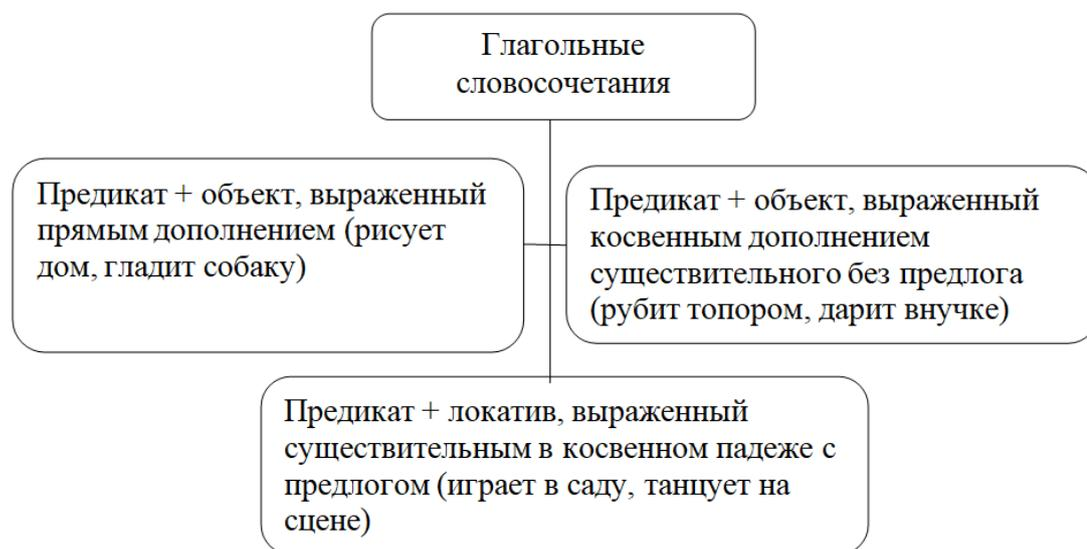 Глагольные
словосочетания
Предикат + объект, выраженный
прямым дополнением (рисует
дом, гладит собаку)
Предикат + объект, выраженный
косвенным дополнением
существительного без предлога
(рубит топором, дарит внучке)
Предикат + локатив, выраженный
существительным в косвенном падеже с
предлогом (играет в саду, танцует на
сцене)